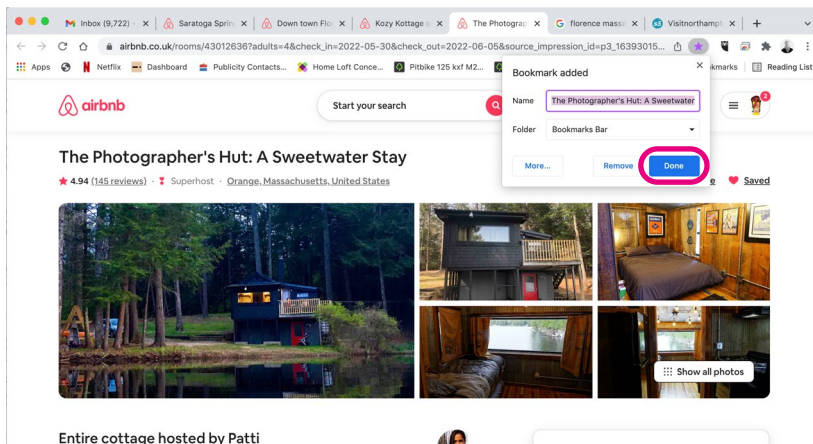 Inbox (9,722) -
Saratoga Sprin
Down town Flo
Kozy Kottage o
The Photograp
florence massa
Visitnorthampt
airbnb.co.uk/rooms/43012636?adults=4&check_in=2022-05-30&check_out=2022-06-05&source_impression_id=p3_16393015...
Apps
Netflix
Dashboard
Publicity Contacts...
Home Loft Conce...
Pitbike 125 kxf M2...
kmarks
Reading List
Bookmark added
Name
The Photographer's Hut: A Sweetwater
Folder
Bookmarks Bar
More...
Remove
Done
airbnb
Start your search
2
The Photographer's Hut: A Sweetwater Stay
4.94 (145 reviews) · Superhost · Orange, Massachusetts, United States
e
Saved
Show all photos
Entire cottage hosted by Patti